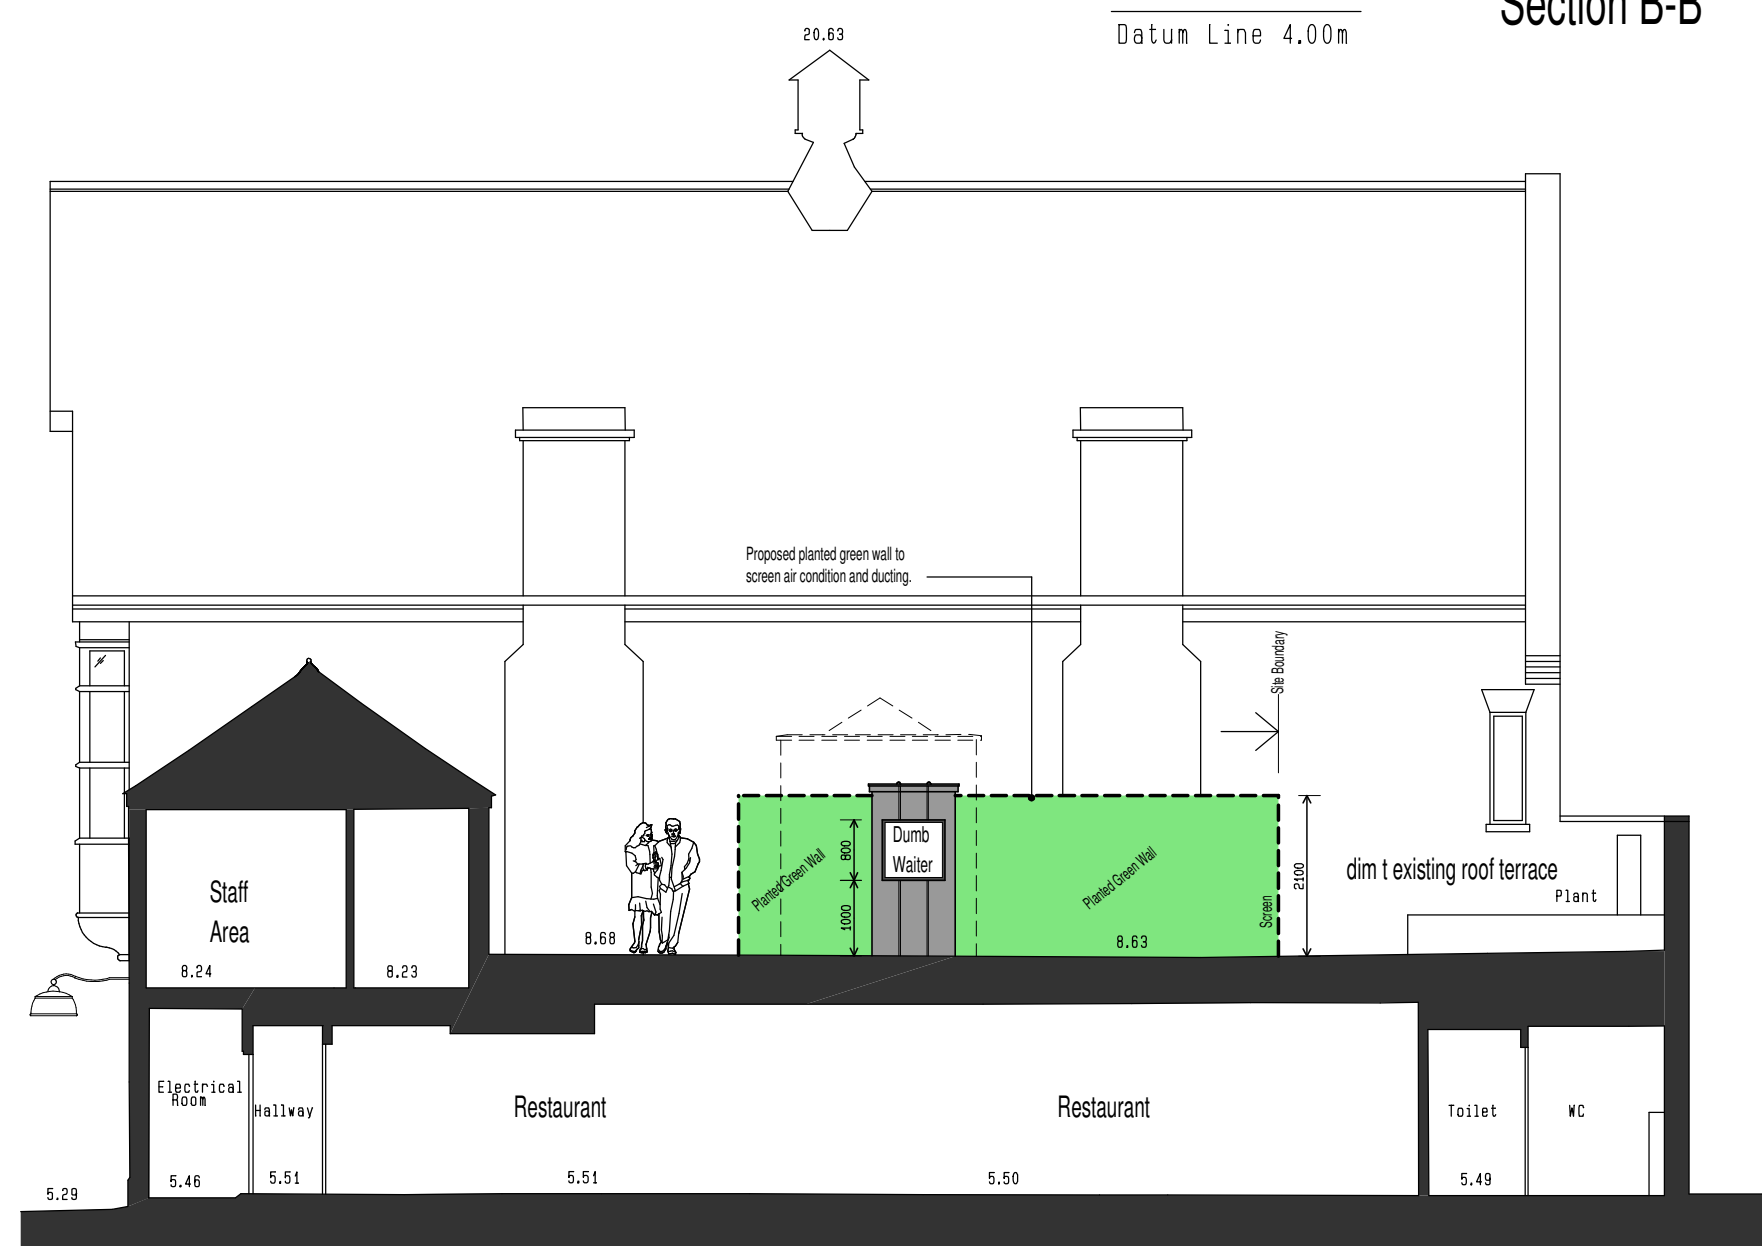 Section B-B
Datum Line 4.00m
20.63
Proposed planted green wall to
screen air condition and ducting.
Site Boundary
Dumb
Waiter
800
1000
Planted Green Wall
Planted Green Wall
Screen
2100
dim t existing roof terrace
Plant
Staff
Area
8.68
8.63
8.24
8.23
Electrical
Room
Hallway
Restaurant
Restaurant
Toilet
WC
5.29
5.46
5.51
5.51
5.50
5.49